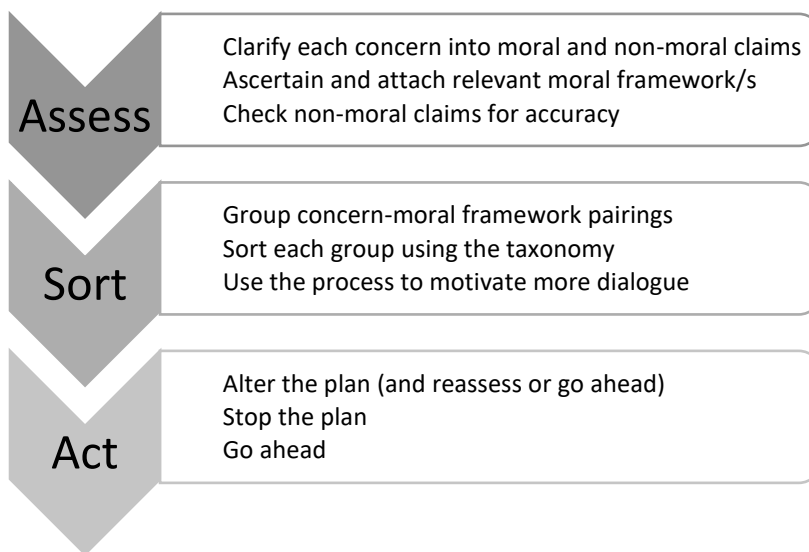 Assess
Clarify each concern into moral and non-moral claims
Ascertain and attach relevant moral framework/s
Check non-moral claims for accuracy
Sort
Group concern-moral framework pairings
Sort each group using the taxonomy
Use the process to motivate more dialogue
Act
Alter the plan (and reassess or go ahead)
Stop the plan
Go ahead